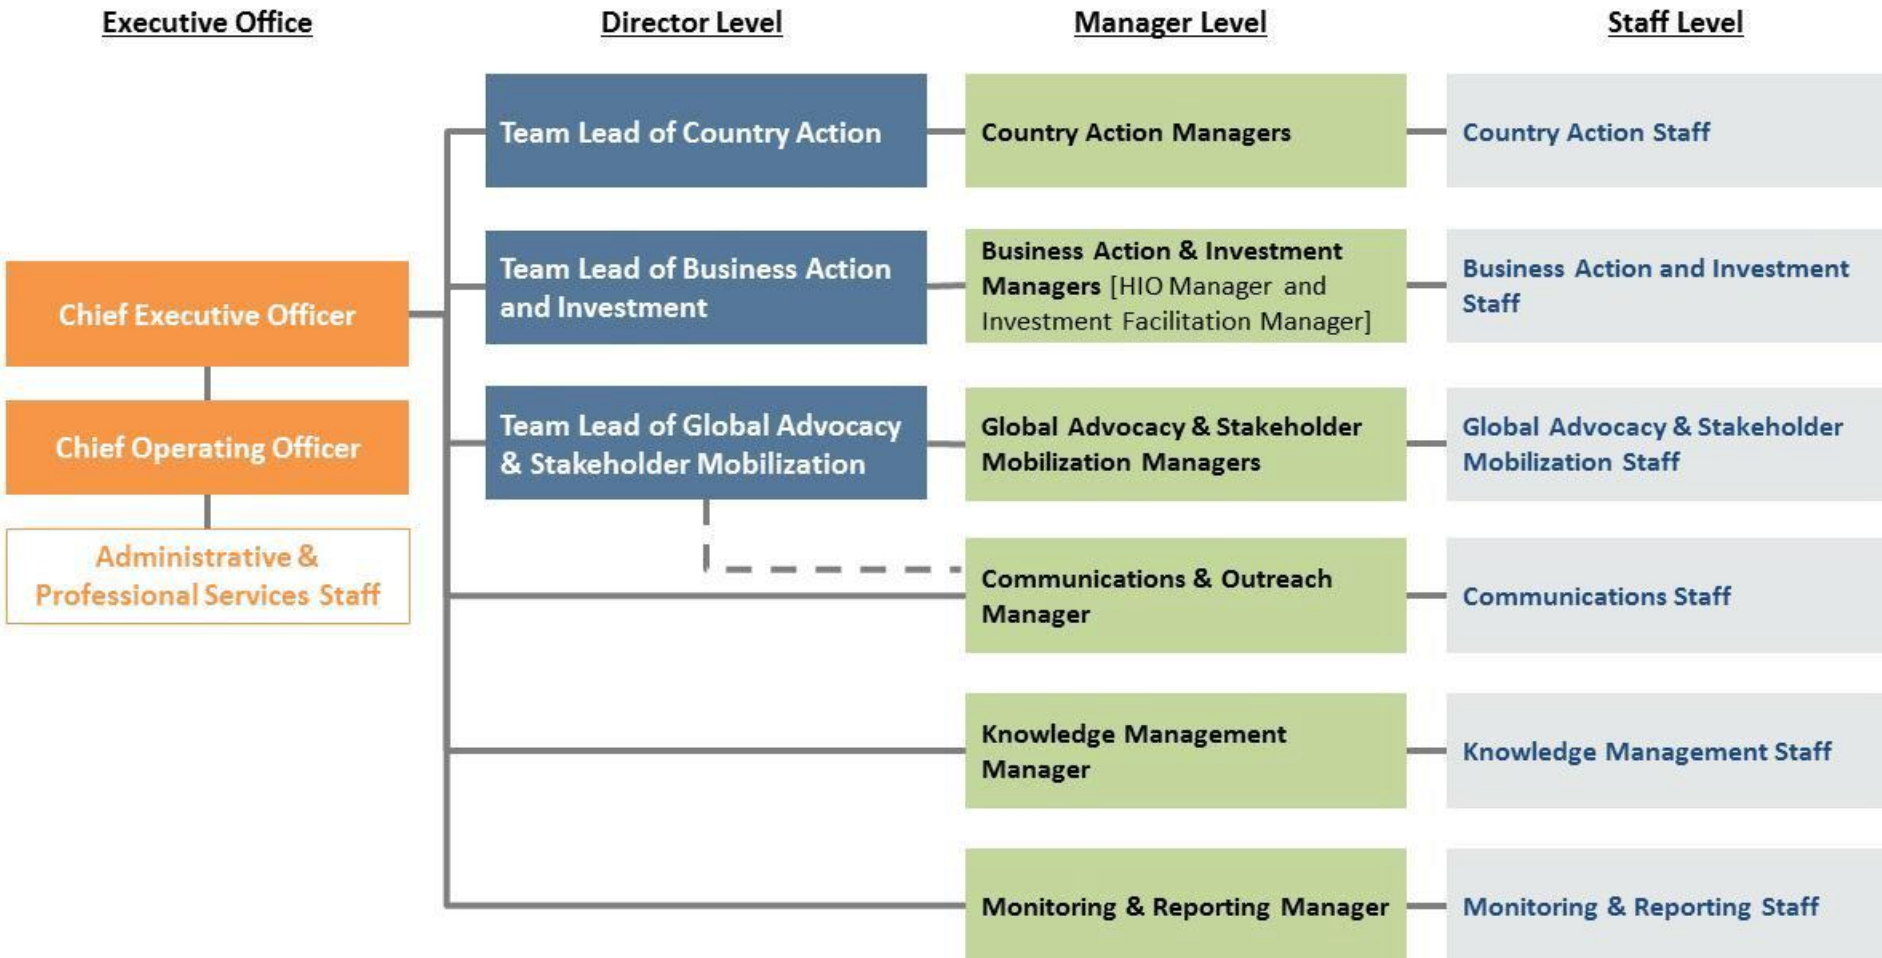 Executive Office
Director Level
Manager Level
Staff Level
Team Lead of Country Action
Country Action Managers
Country Action Staff
Chief Executive Officer
Team Lead of Business Action
and Investment
Business Action & Investment
Managers [HIO Manager and
Investment Facilitation Manager]
Business Action and Investment
Staff
Chief Operating Officer
Team Lead of Global Advocacy
& Stakeholder Mobilization
Global Advocacy & Stakeholder
Mobilization Managers
Global Advocacy & Stakeholder
Mobilization Staff
Administrative &
Professional Services Staff
Communications & Outreach
Manager
Communications Staff
Knowledge Management
Manager
Knowledge Management Staff
Monitoring & Reporting Manager
Monitoring & Reporting Staff